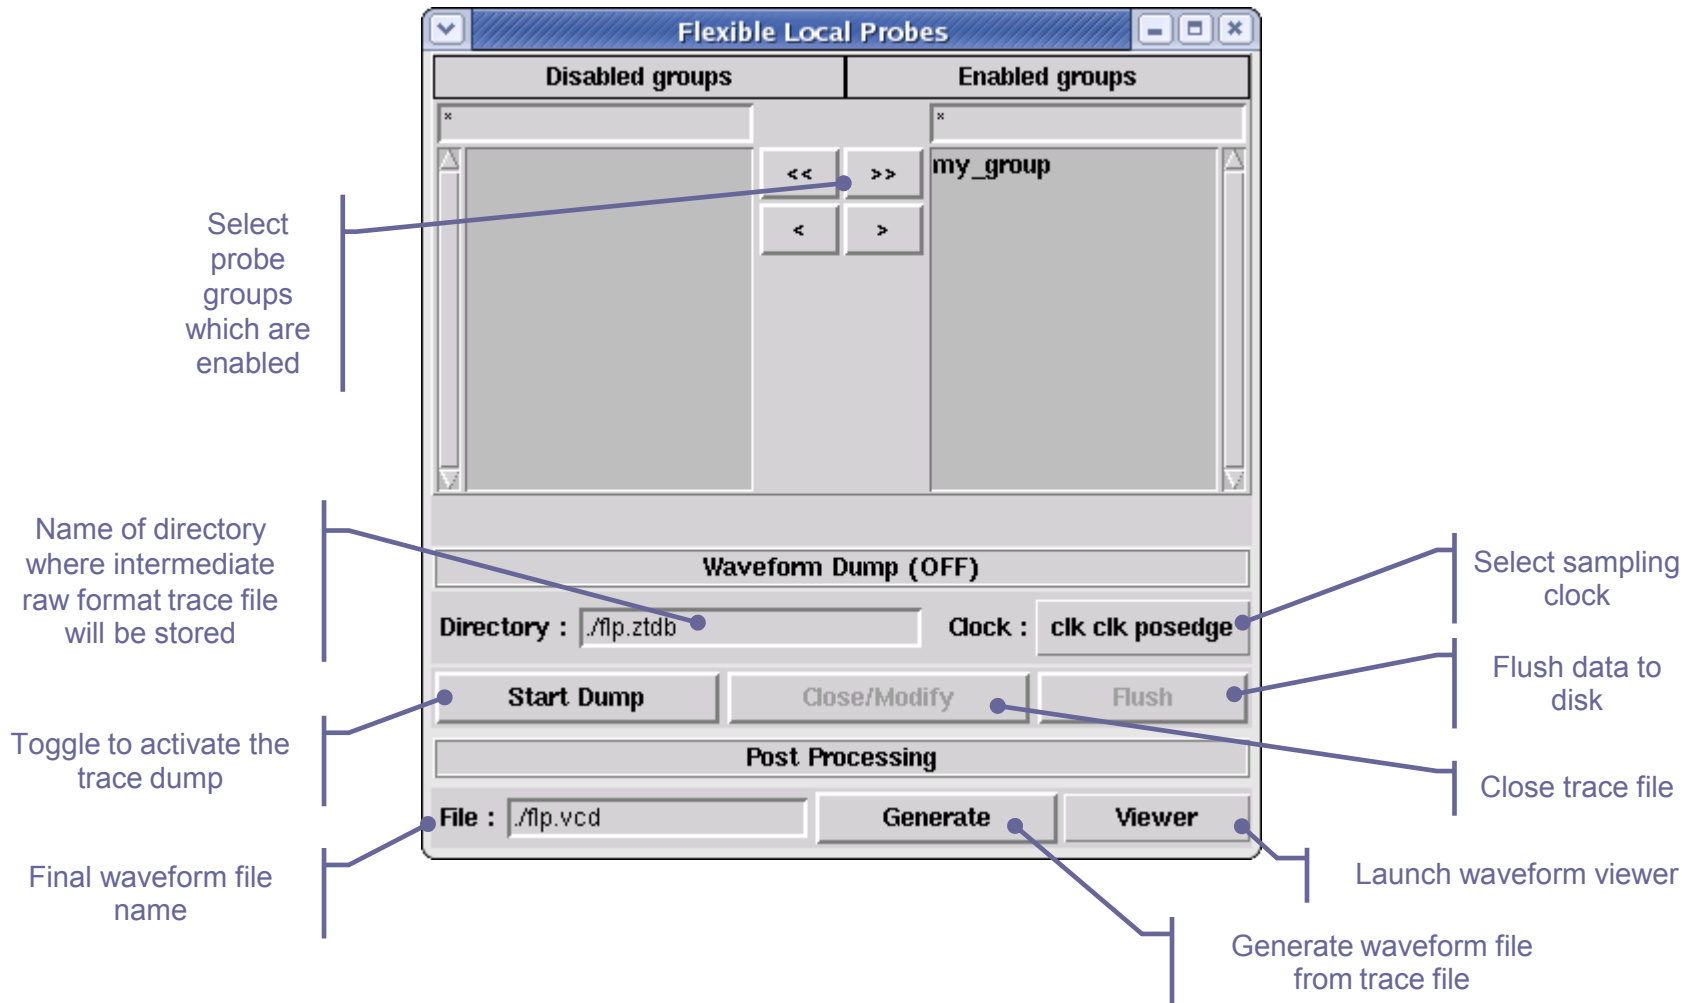 Flexible Local Probes
Disabled groups
Enabled groups
*
*
<<
>>
my_group
<
>
Select
probe
groups
which are
enabled
Name of directory
where intermediate
raw format trace file
will be stored
Waveform Dump (OFF)
Select sampling
clock
Directory : ./flp.ztdb
Clock : clk clk posedge
Flush data to
disk
Start Dump
Close/Modify
Flush
Toggle to activate the
trace dump
Post Processing
Close trace file
File : ./flp.vcd
Generate
Viewer
Final waveform file
name
Launch waveform viewer
Generate waveform file
from trace file